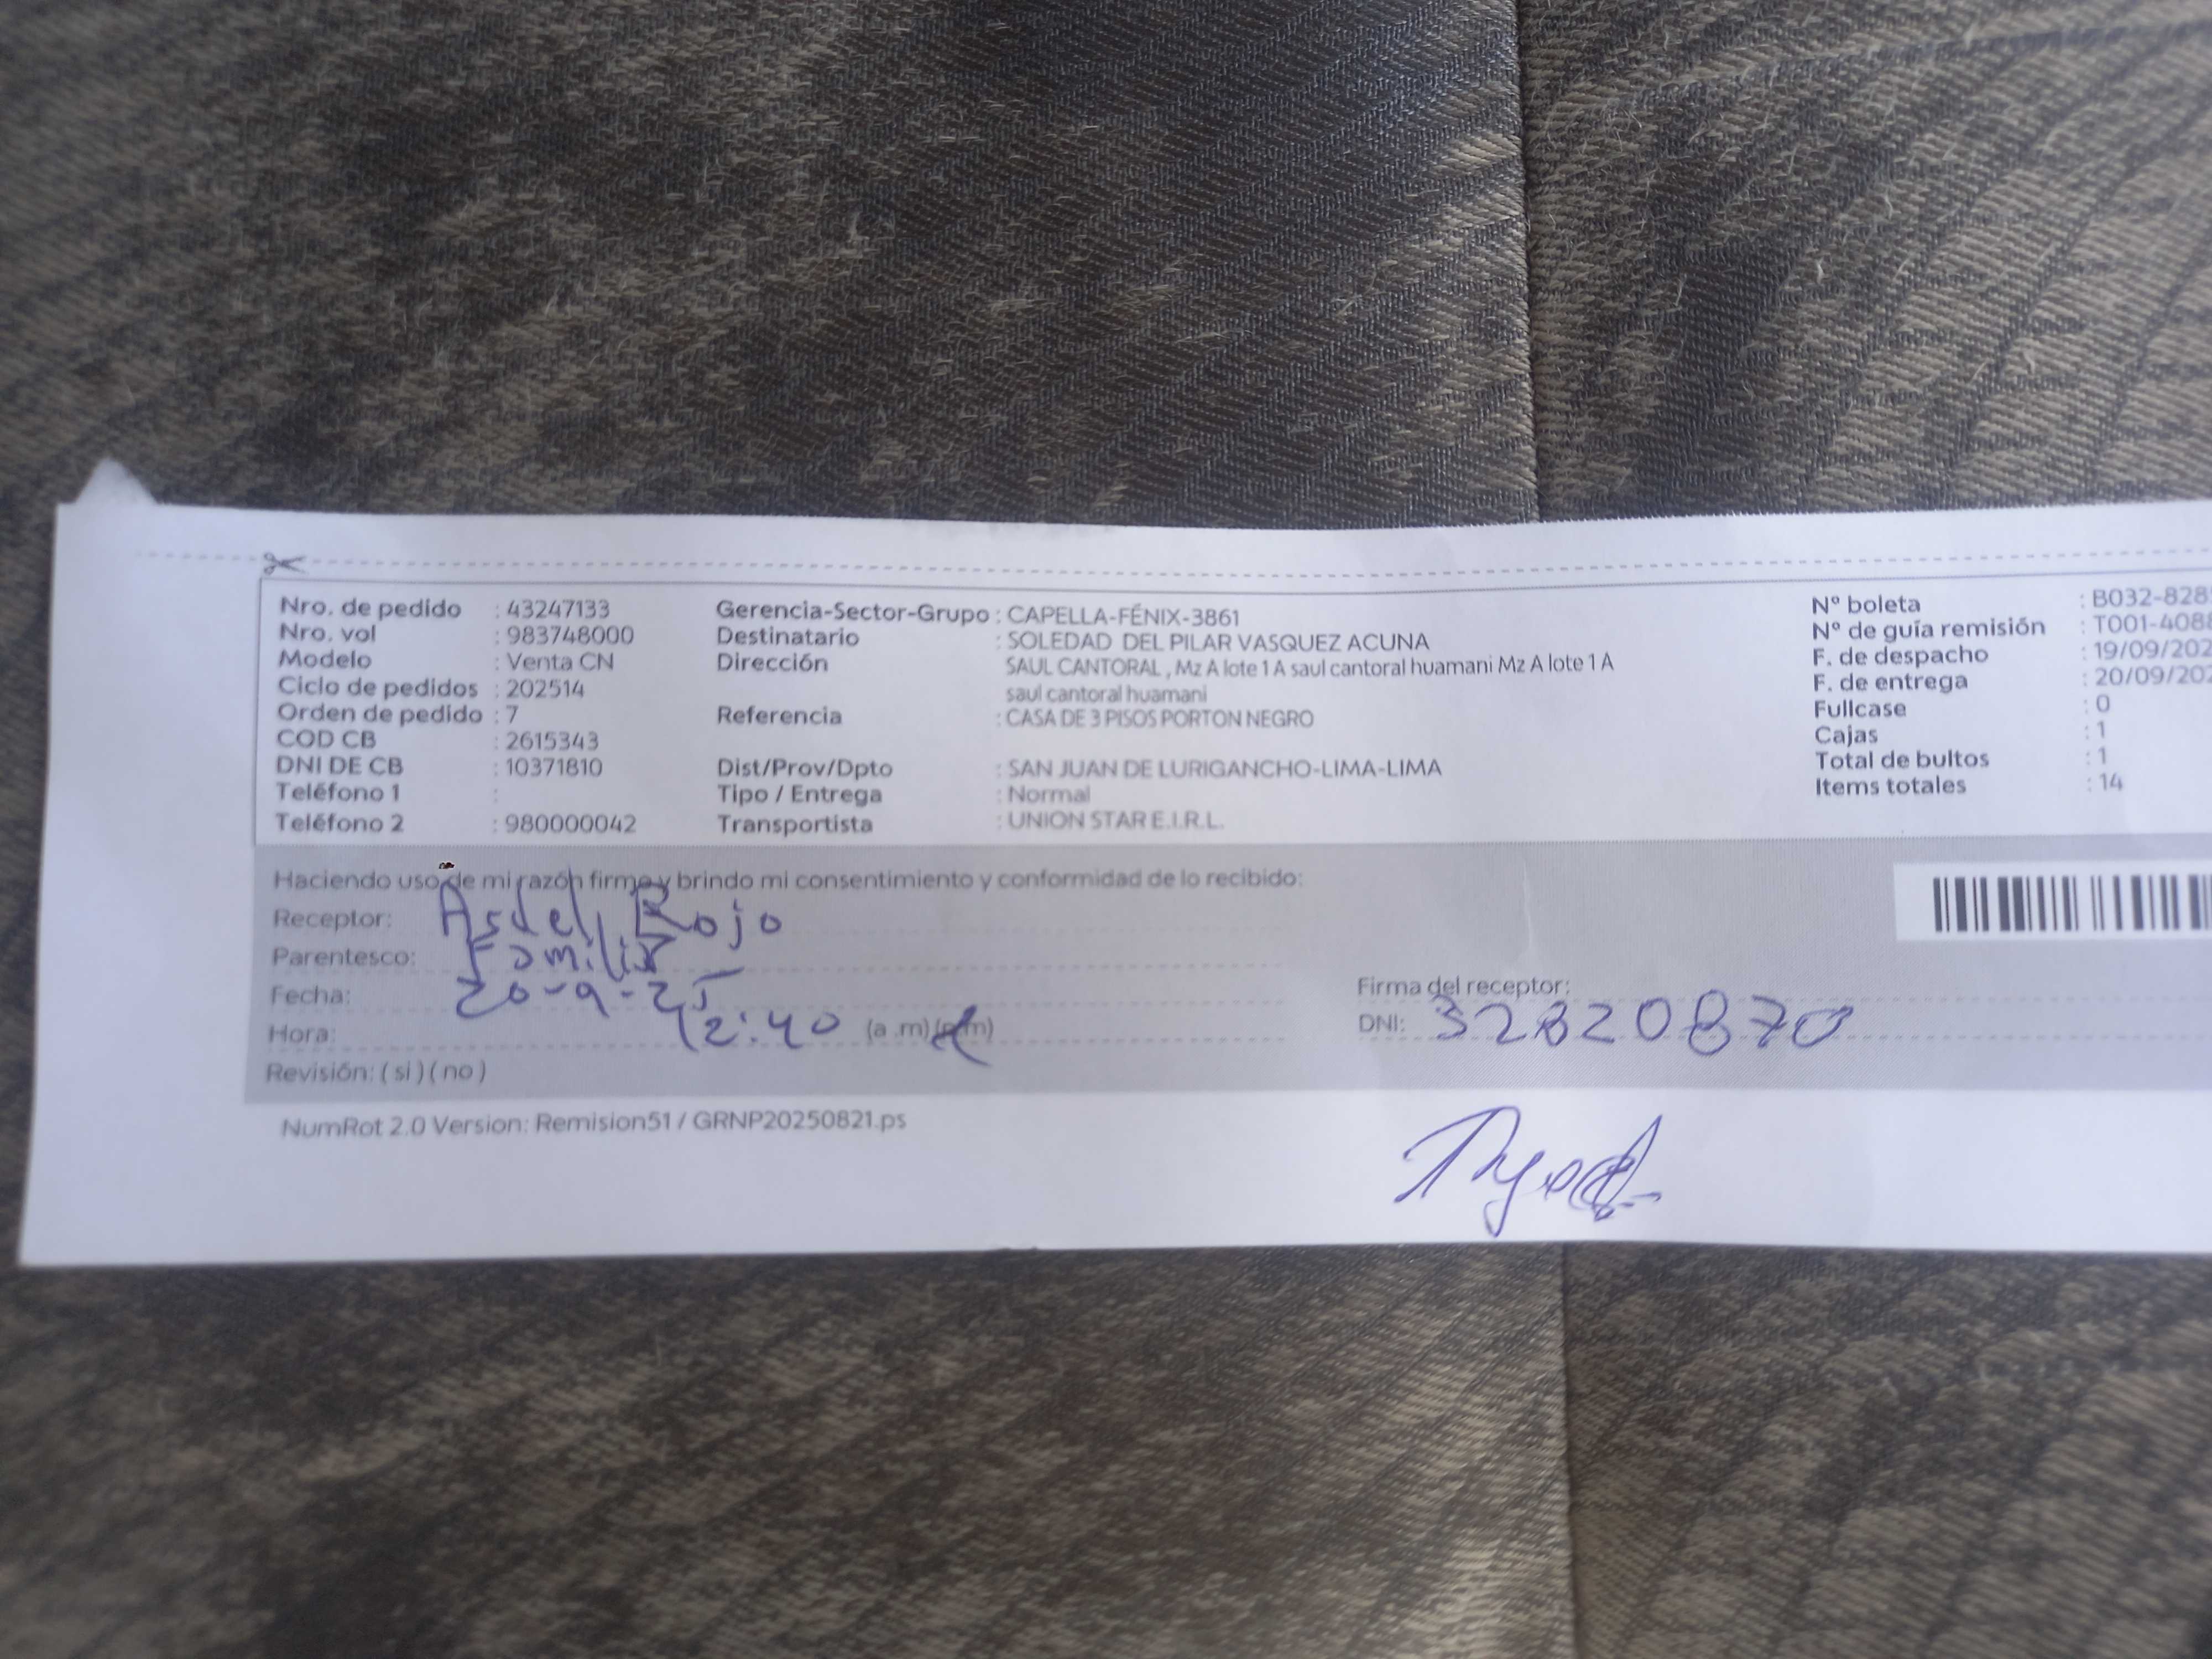 Nro. de pedido : 43247133
Nro. vol : 983748000
Modelo : Venta CN
Ciclo de pedidos : 202514
Orden de pedido : 7
COD CB : 2615343
DNI DE CB : 10371810
Teléfono 1 :
Teléfono 2 : 980000042
Gerencia-Sector-Grupo : CAPELLA-FÉNIX-3861
Destinatario : SOLEDAD DEL PILAR VASQUEZ ACUNA
Dirección SAUL CANTORAL , Mz A lote 1 A saul cantoral huamani Mz A lote 1 A
saul cantoral huamani
Referencia : CASA DE 3 PISOS PORTON NEGRO
Dist/Prov/Dpto : SAN JUAN DE LURIGANCHO-LIMA-LIMA
Tipo / Entrega : Normal
Transportista : UNION STAR E.I.R.L.
Nº boleta : B032-828
Nº de guía remisión : T001-408
F. de despacho : 19/09/202
F. de entrega : 20/09/202
Fullcase : 0
Cajas : 1
Total de bultos : 1
Items totales : 14
Haciendo uso de mi razón firmo y brindo mi consentimiento y conformidad de lo recibido:
Receptor: Rojo
Parentesco: Familia
Fecha: 20-9-25
Hora: 12:40 (a .m) (p.m)
Revisión: ( si ) ( no )
Firma del receptor:
DNI: 32820870
NumRot 2.0 Version: Remision51 / GRNP20250821.ps